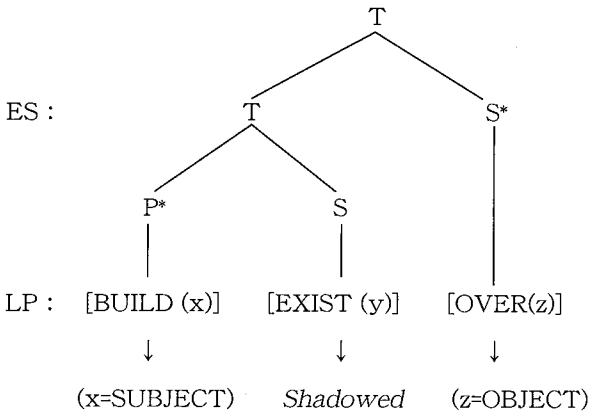 T
ES : T S*
P* S
LP : [BUILD (x)] [EXIST (y)] [OVER(z)]
↓ ↓ ↓
(x=SUBJECT) Shadowed (z=OBJECT)